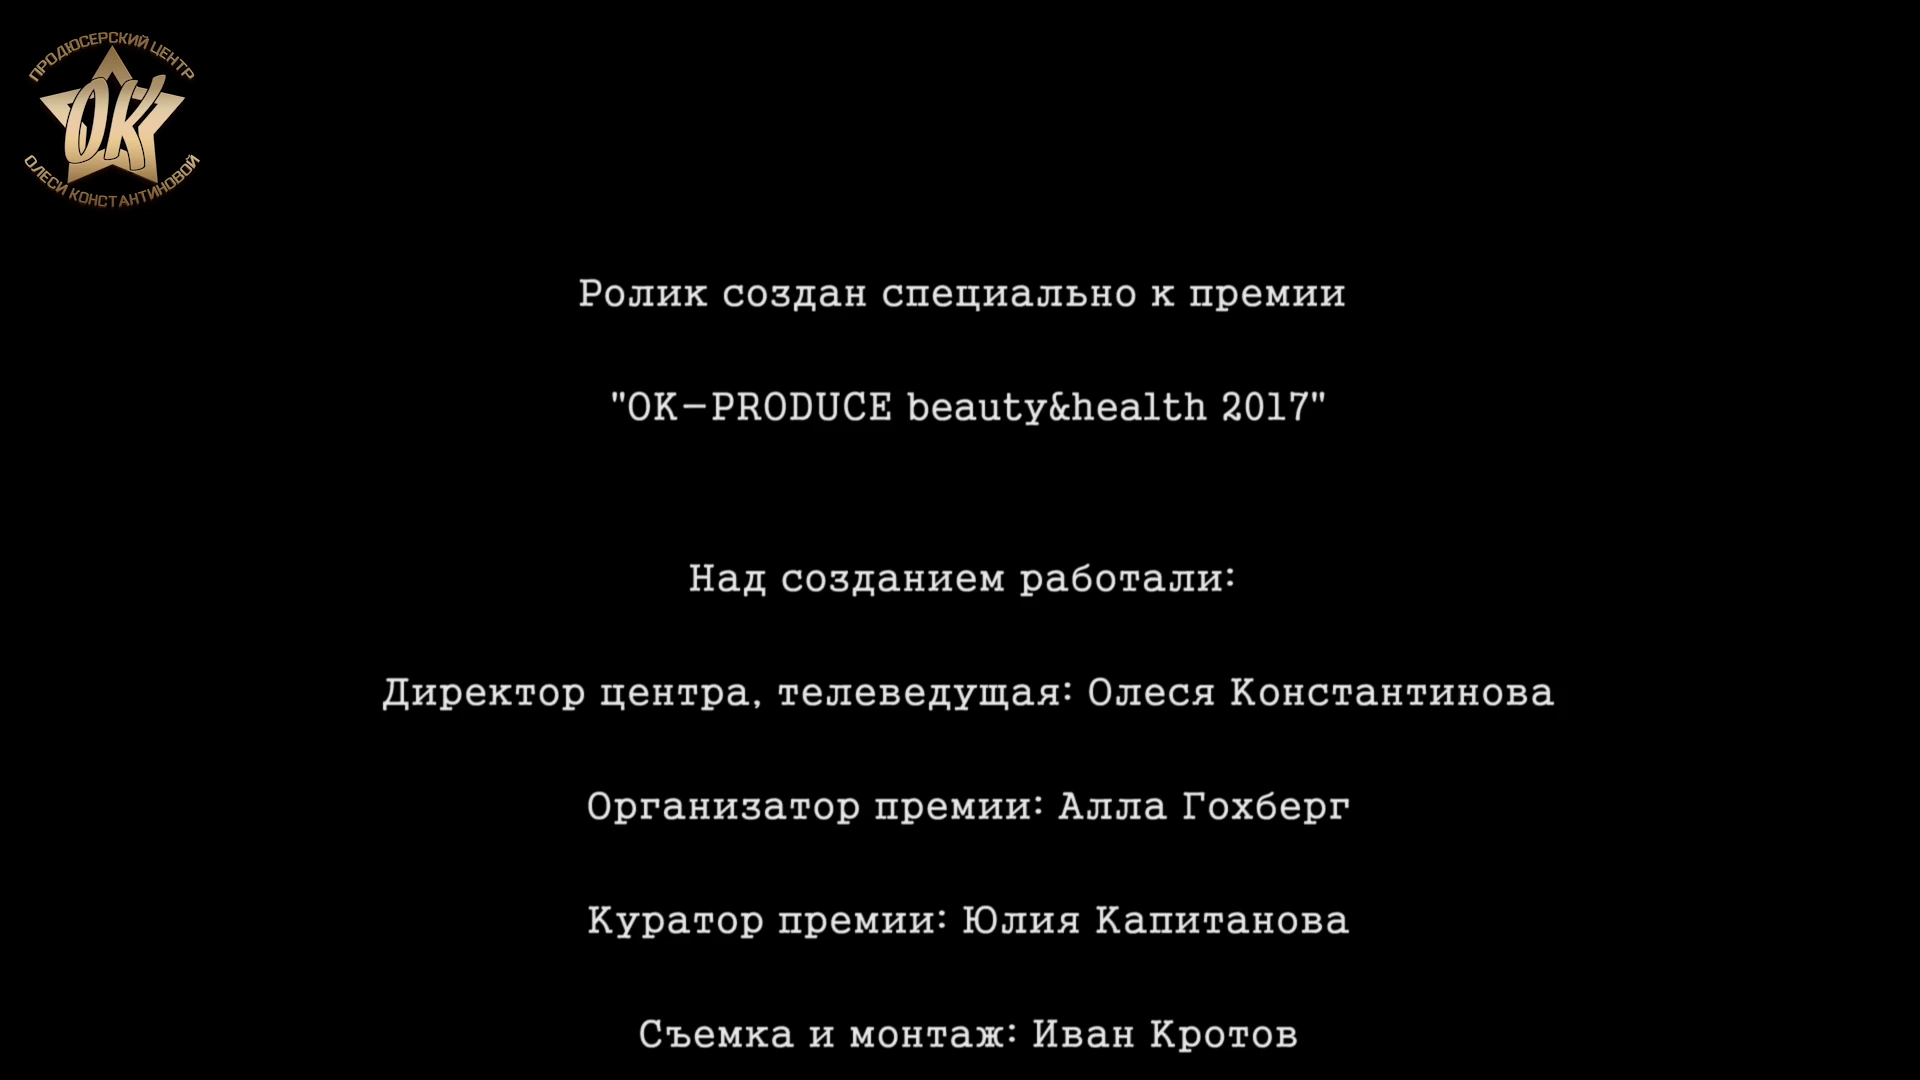 ПРОДЮСЕРСКИЙ ЦЕНТР
ОК
ОЛЕСИ КОНСТАНТИНОВОЙ
Ролик создан специально к премии
"OK-PRODUCE beauty&health 2017"
Над созданием работали:
Директор центра, телеведущая: Олеся Константинова
Организатор премии: Алла Гохберг
Куратор премии: Юлия Капитанова
Съемка и монтаж: Иван Кротов